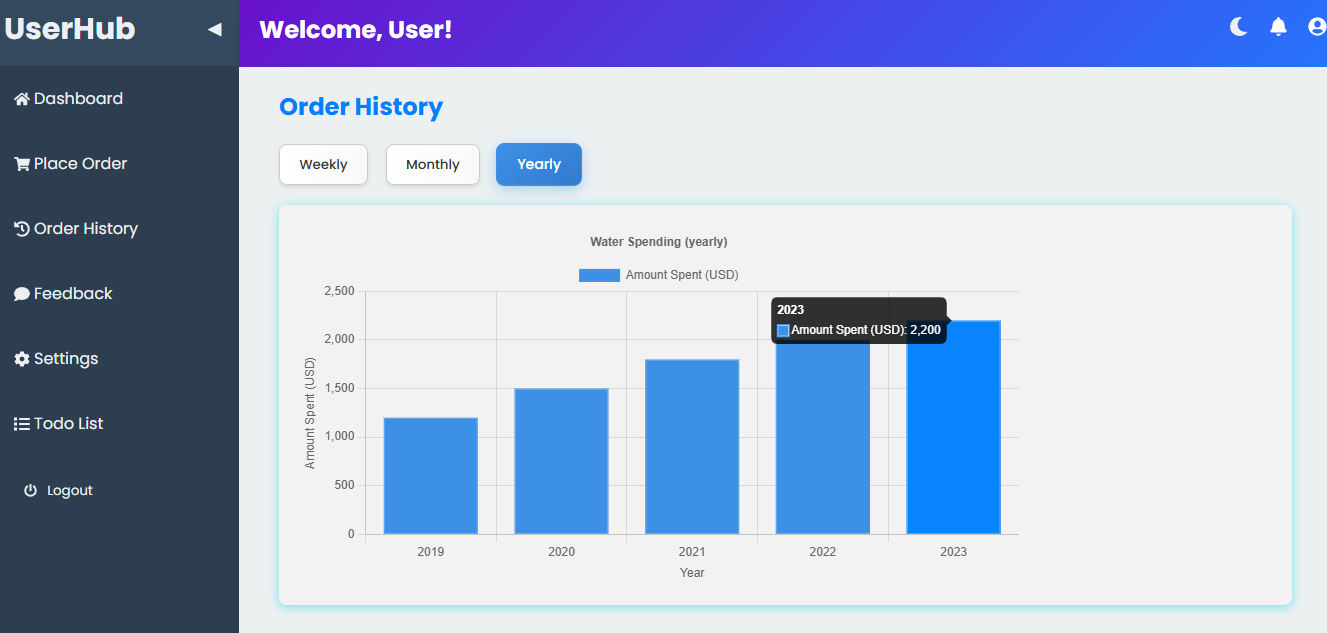 UserHub
Welcome, User!
Dashboard
Place Order
Order History
Feedback
Settings
Todo List
Logout
Order History
Weekly
Monthly
Yearly
Water Spending (yearly)
Amount Spent (USD)
2,500
2,000
1,500
1,000
500
0
Amount Spent (USD)
2023
Amount Spent (USD): 2,200
2019
2020
2021
2022
2023
Year